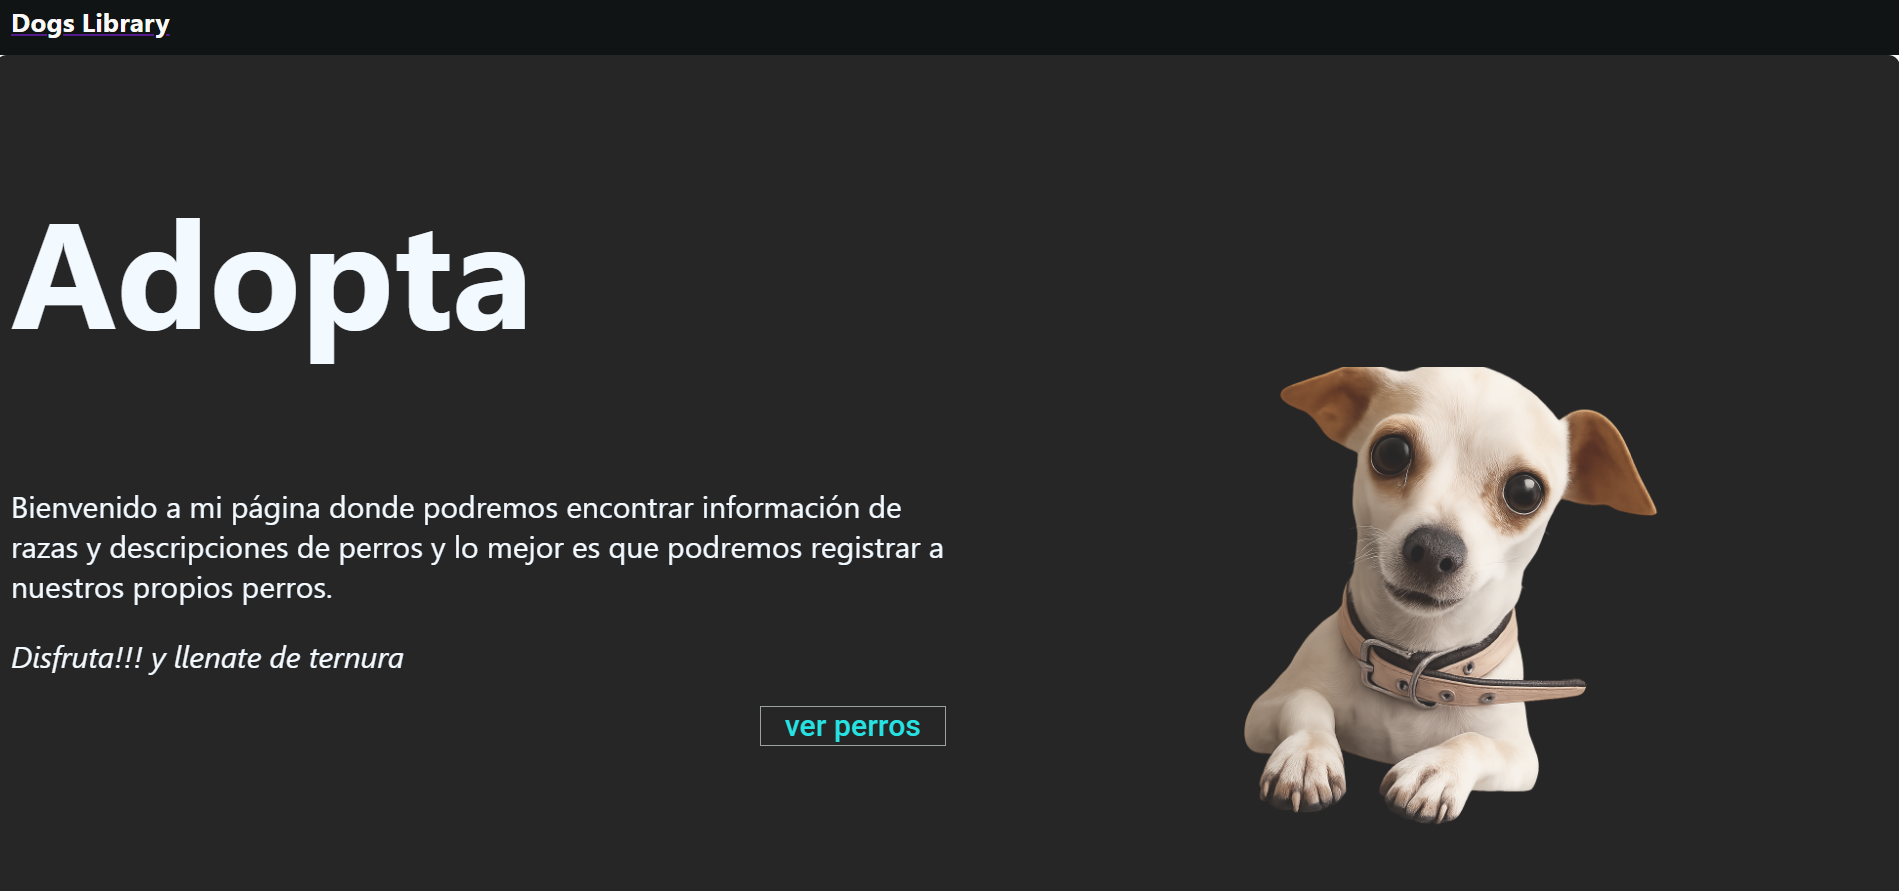 Dogs Library
Adopta
Bienvenido a mi página donde podremos encontrar información de
razas y descripciones de perros y lo mejor es que podremos registrar a
nuestros propios perros.
Disfruta!!! y llenate de ternura
ver perros